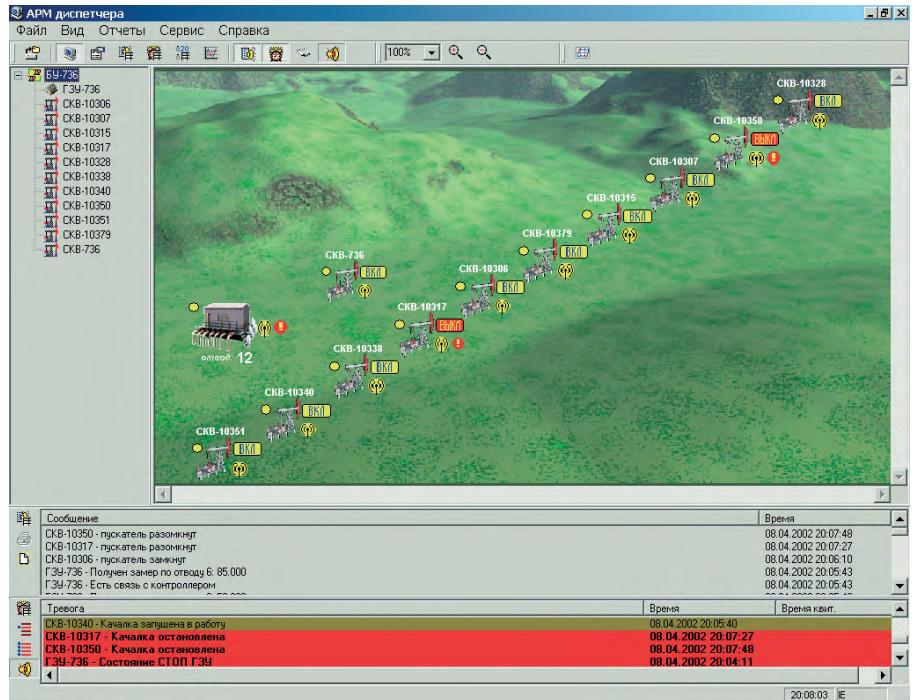 АРМ диспетчера
Файл Вид Отчеты Сервис Справка
100%
БУ-736
ГЗУ-736
СКВ-10306
СКВ-10307
СКВ-10315
СКВ-10317
СКВ-10328
СКВ-10338
СКВ-10340
СКВ-10350
СКВ-10351
СКВ-10379
СКВ-736
СКВ-10328
ВКЛ
СКВ-10350
ВЫКЛ
СКВ-10307
ВКЛ
СКВ-10315
ВКЛ
СКВ-10379
ВКЛ
СКВ-736
ВКЛ
СКВ-10306
ВКЛ
СКВ-10317
ВЫКЛ
отвод: 12
СКВ-10338
ВКЛ
СКВ-10340
ВКЛ
СКВ-10351
ВКЛ
Сообщение Время
СКВ-10350 - пускатель разомкнут 08.04.2002 20:07:48
СКВ-10317 - пускатель разомкнут 08.04.2002 20:07:27
СКВ-10306 - пускатель замкнут 08.04.2002 20:06:10
ГЗУ-736 - Получен замер по отводу 6: 85.000 08.04.2002 20:05:43
ГЗУ-736 - Есть связь с контроллером 08.04.2002 20:05:43
Тревога Время Время квит.
СКВ-10340 - Качалка запущена в работу 08.04.2002 20:05:40
СКВ-10317 - Качалка остановлена 08.04.2002 20:07:27
СКВ-10350 - Качалка остановлена 08.04.2002 20:07:48
ГЗУ-736 - Состояние СТОП ГЗУ 08.04.2002 20:04:11
20:08:03